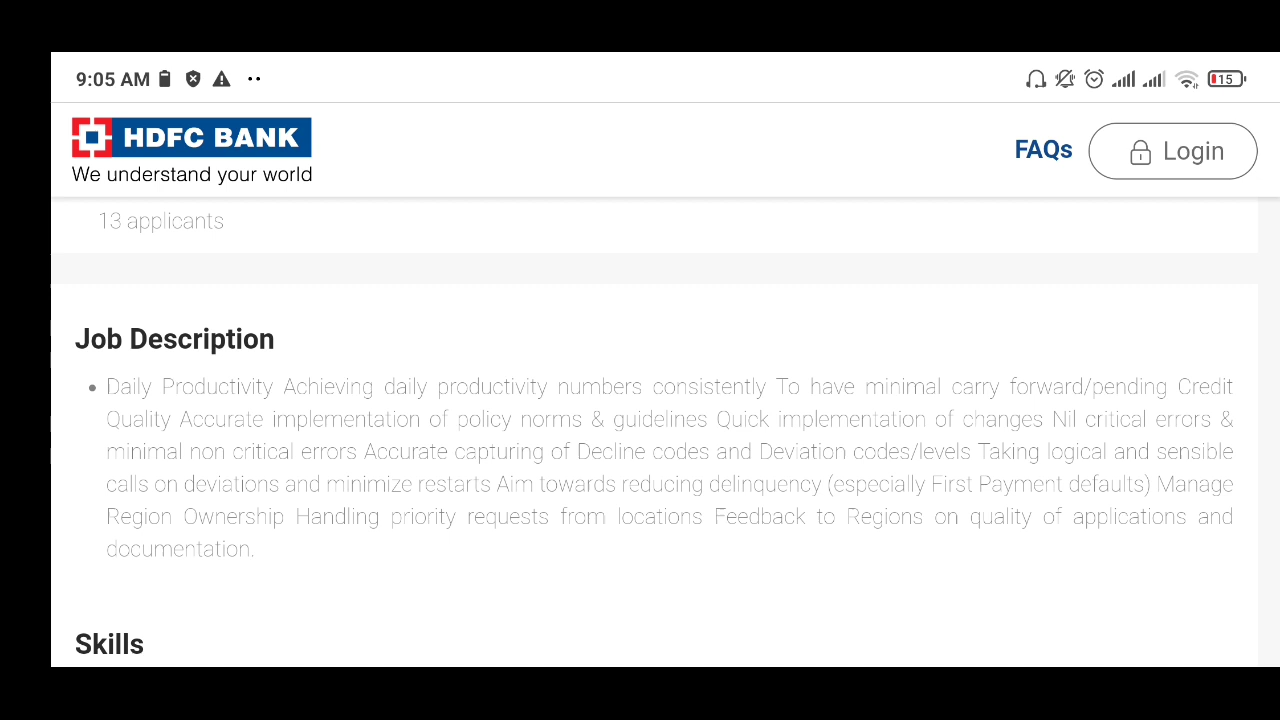 9:05 AM
15
HDFC BANK
We understand your world
FAQs
Login
13 applicants
Job Description
Daily Productivity Achieving daily productivity numbers consistently To have minimal carry forward/pending Credit
Quality Accurate implementation of policy norms & guidelines Quick implementation of changes Nil critical errors &
minimal non critical errors Accurate capturing of Decline codes and Deviation codes/levels Taking logical and sensible
calls on deviations and minimize restarts Aim towards reducing delinquency (especially First Payment defaults) Manage
Region Ownership Handling priority requests from locations Feedback to Regions on quality of applications and
documentation.
Skills